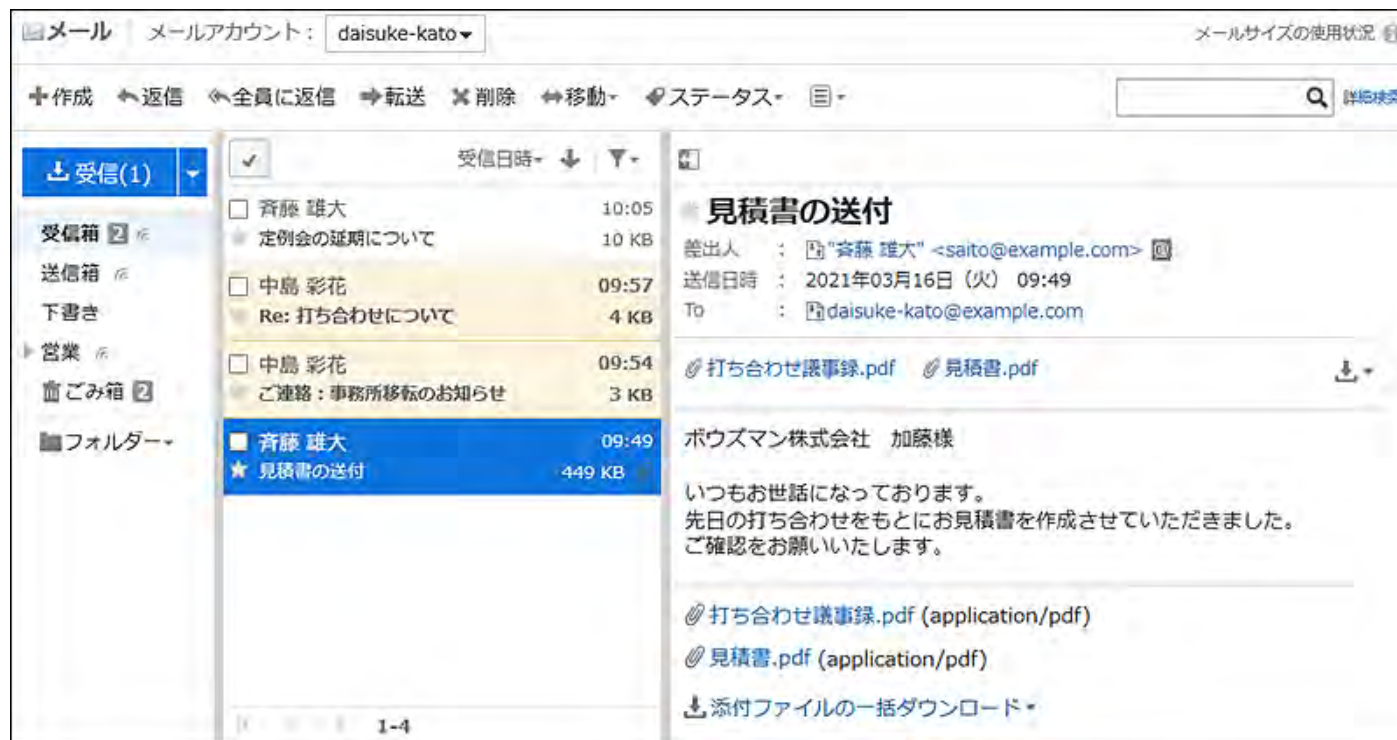 メール メールアカウント： daisuke-kato メールサイズの使用状況
作成 返信 全員に返信 転送 削除 移動 ステータス 詳細検索
受信(1)
受信箱 2
送信箱
下書き
営業
ごみ箱 2
フォルダー
受信日時
斉藤 雄大 10:05
定例会の延期について 10 KB
中島 彩花 09:57
Re: 打ち合わせについて 4 KB
中島 彩花 09:54
ご連絡：事務所移転のお知らせ 3 KB
斉藤 雄大 09:49
見積書の送付 449 KB
1-4
見積書の送付
差出人 : "斉藤 雄大" <saito@example.com>
送信日時 : 2021年03月16日（火） 09:49
To : daisuke-kato@example.com
打ち合わせ議事録.pdf 見積書.pdf
ボウズマン株式会社　加藤様
いつもお世話になっております。
先日の打ち合わせをもとにお見積書を作成させていただきました。
ご確認をお願いいたします。
打ち合わせ議事録.pdf (application/pdf)
見積書.pdf (application/pdf)
添付ファイルの一括ダウンロード